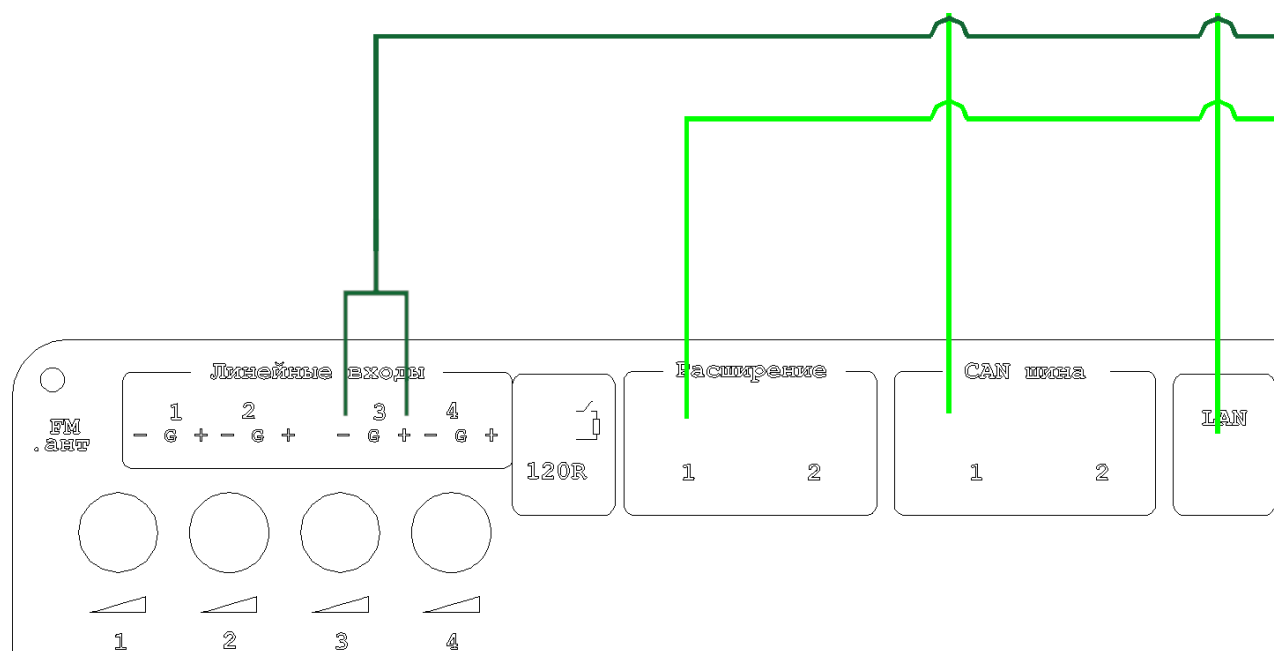 Линейные входы
Расширение
CAN шина
1 2 3 4
- G + - G + - G + - G +
FM
.ант
LAN
120R
1 2
1 2
1 2 3 4